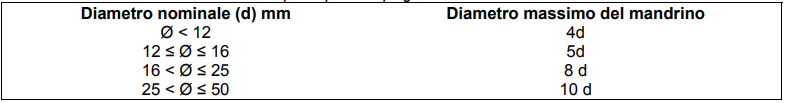 Diametro nominale (d) mm Diametro massimo del mandrino
Ø < 12 4d
12 ≤ Ø ≤ 16 5d
16 < Ø ≤ 25 8 d
25 < Ø ≤ 50 10 d